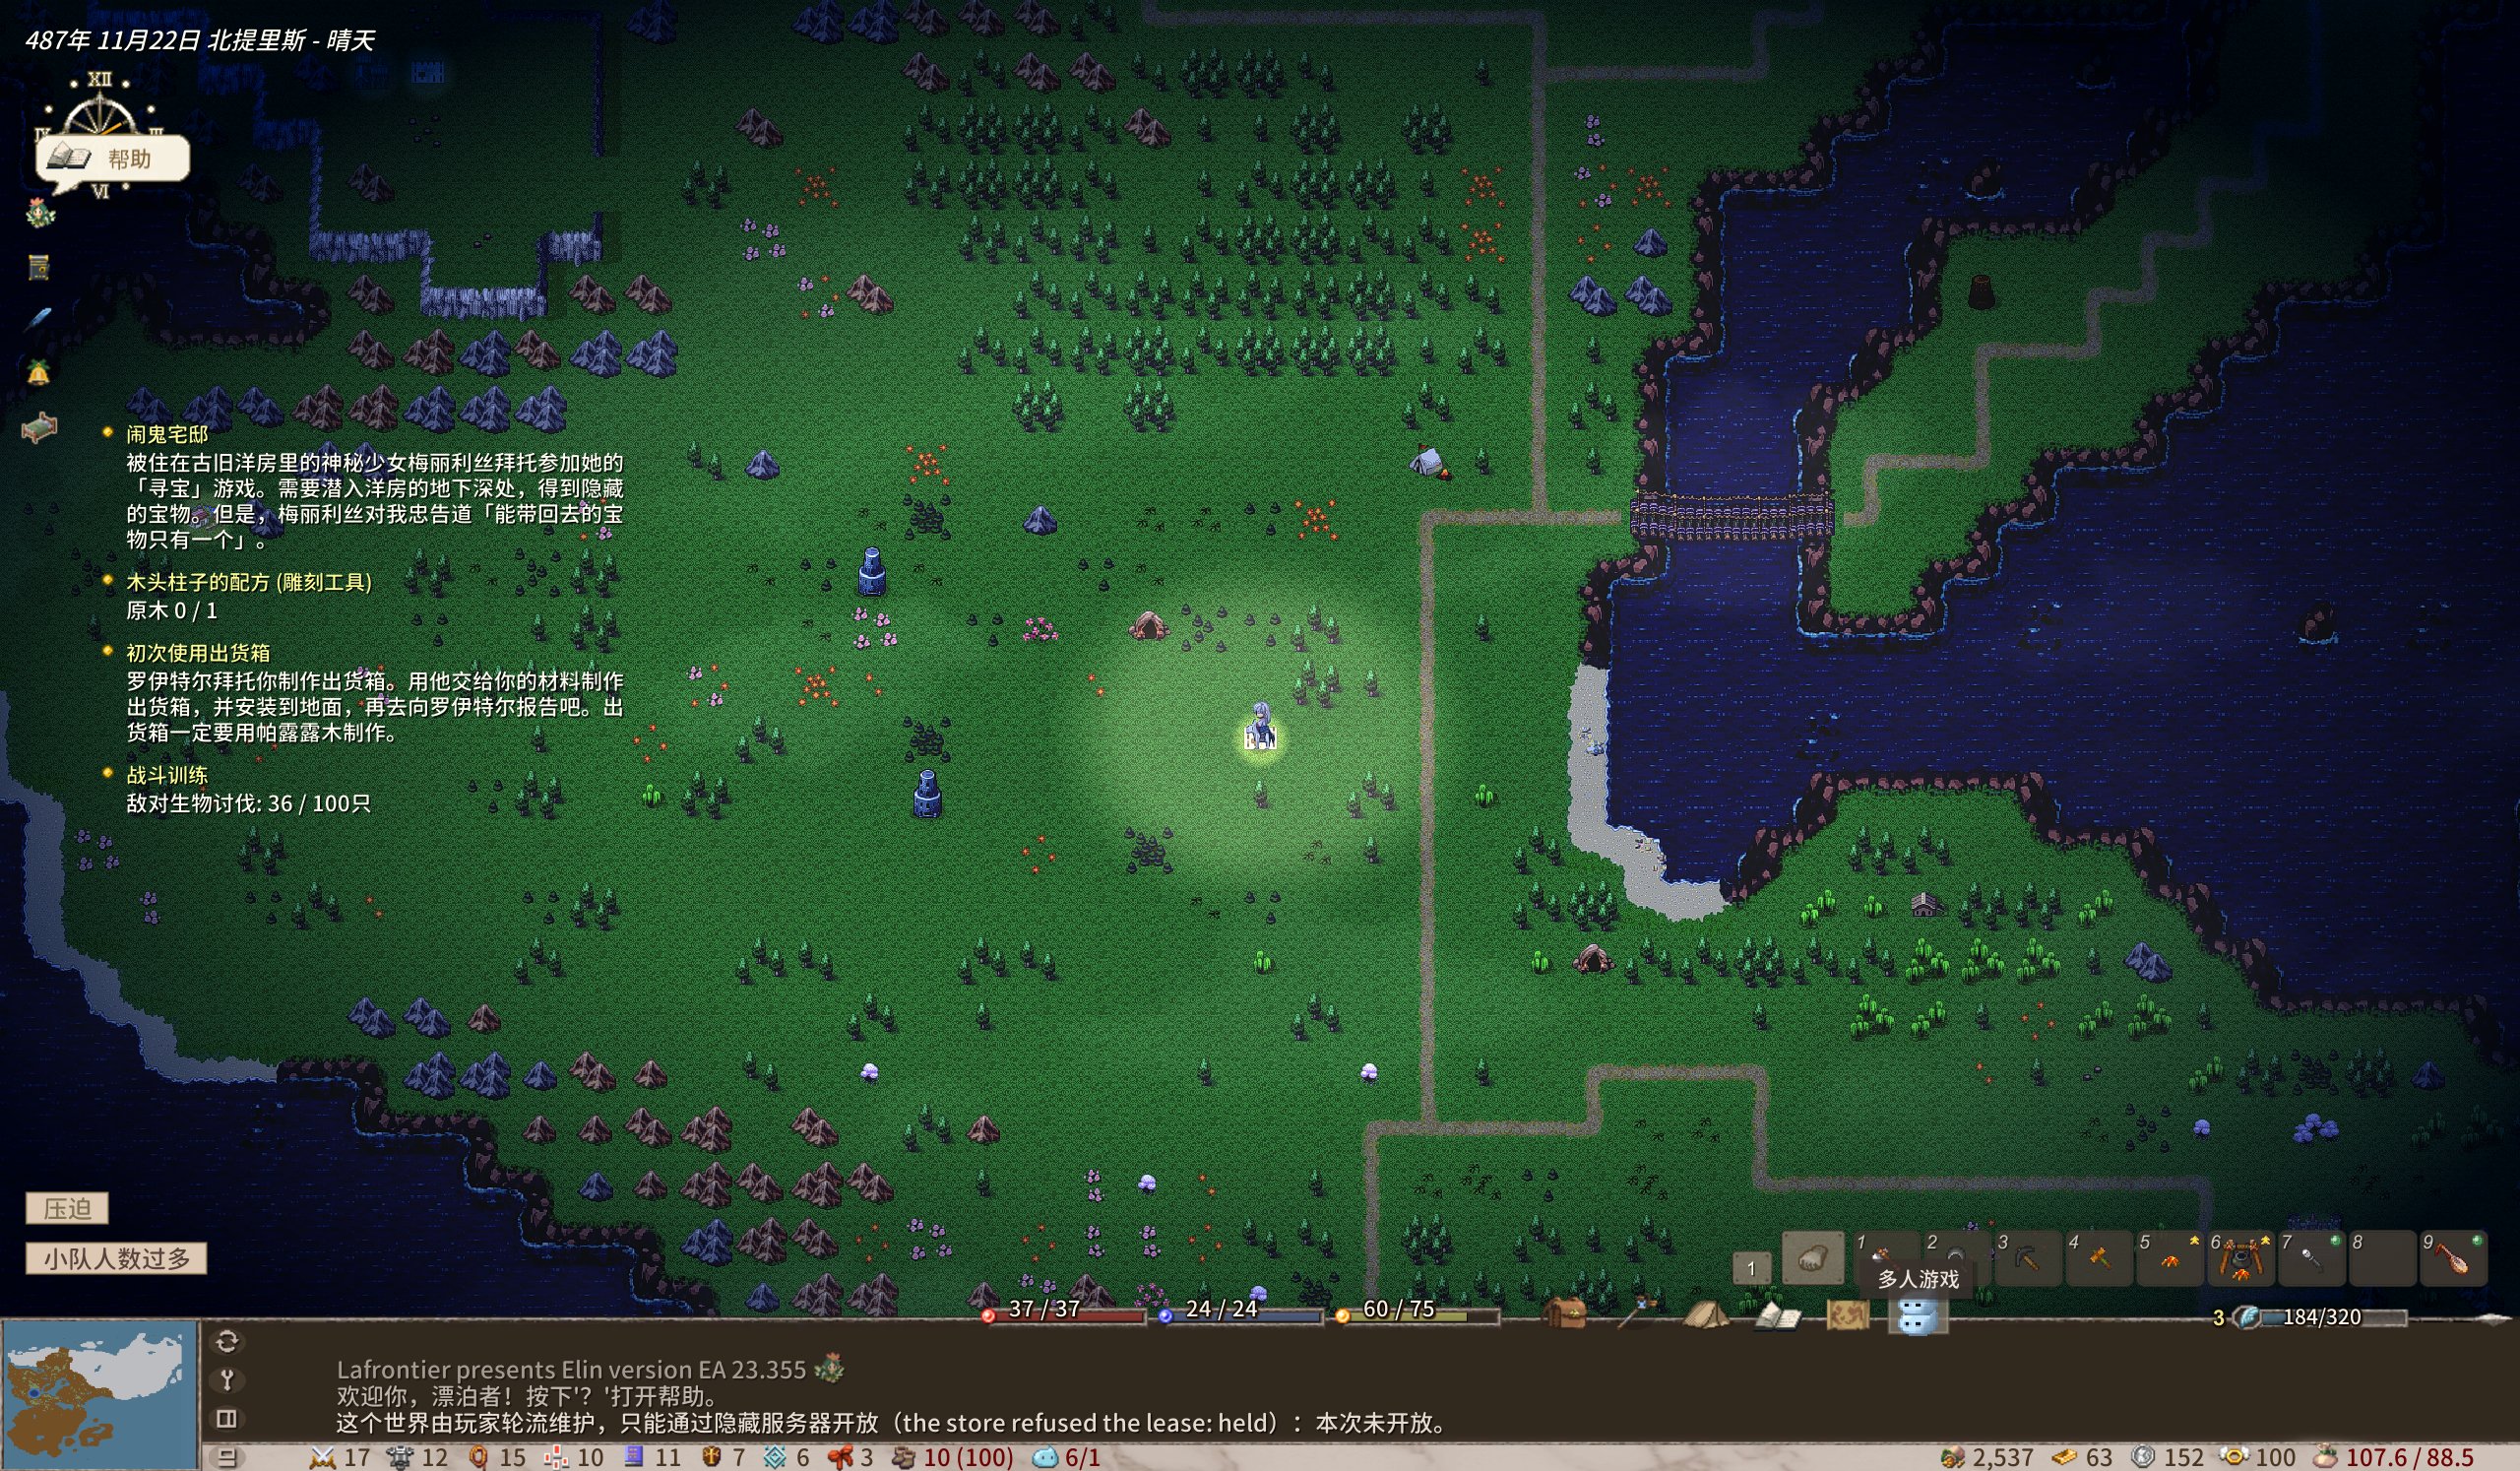 487年 11月22日 北提里斯 - 晴天
XII
帮助
VI
闹鬼宅邸
被住在古旧洋房里的神秘少女梅丽利丝拜托参加她的
「寻宝」游戏。需要潜入洋房的地下深处，得到隐藏
的宝物。但是，梅丽利丝对我忠告道「能带回去的宝
物只有一个」。
木头柱子的配方 (雕刻工具)
原木 0 / 1
初次使用出货箱
罗伊特尔拜托你制作出货箱。用他交给你的材料制作
出货箱，并安装到地面，再去向罗伊特尔报告吧。出
货箱一定要用帕露露木制作。
战斗训练
敌对生物讨伐: 36 / 100只
压迫
小队人数过多
1
1 2 3 4 5 6 7 8 9
多人游戏
37 / 37
24 / 24
60 / 75
3
184/320
Lafrontier presents Elin version EA 23.355
欢迎你，漂泊者！按下'？'打开帮助。
这个世界由玩家轮流维护，只能通过隐藏服务器开放（the store refused the lease: held）：本次未开放。
17 12 15 10 11 7 6 3 10 (100) 6/1
2,537 63 152 100 107.6 / 88.5